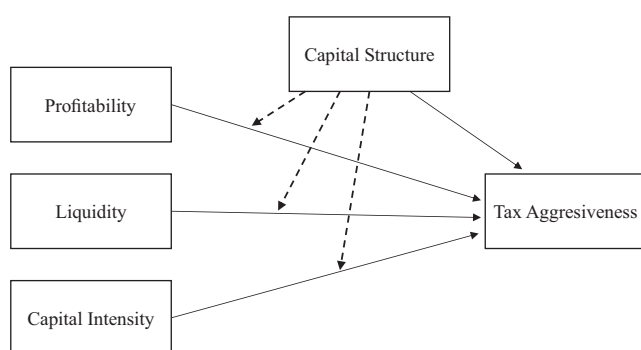 Capital Structure
Profitability
Liquidity
Tax Aggresiveness
Capital Intensity